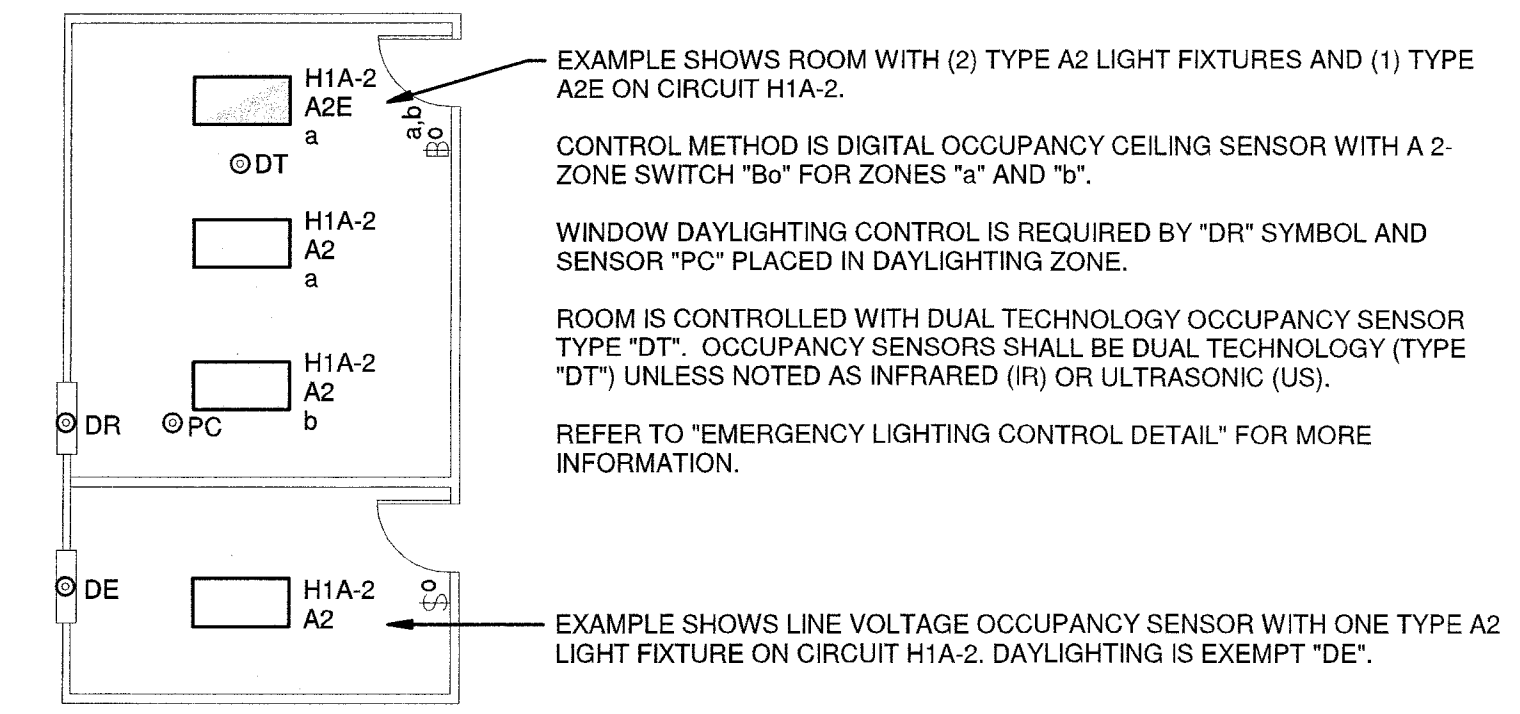 H1A-2
A2E
a
DT
a,b
Bo
H1A-2
A2
a
H1A-2
A2
b
DR
PC
DE
H1A-2
A2
$o
EXAMPLE SHOWS ROOM WITH (2) TYPE A2 LIGHT FIXTURES AND (1) TYPE
A2E ON CIRCUIT H1A-2.
CONTROL METHOD IS DIGITAL OCCUPANCY CEILING SENSOR WITH A 2-
ZONE SWITCH "Bo" FOR ZONES "a" AND "b".
WINDOW DAYLIGHTING CONTROL IS REQUIRED BY "DR" SYMBOL AND
SENSOR "PC" PLACED IN DAYLIGHTING ZONE.
ROOM IS CONTROLLED WITH DUAL TECHNOLOGY OCCUPANCY SENSOR
TYPE "DT". OCCUPANCY SENSORS SHALL BE DUAL TECHNOLOGY (TYPE
"DT") UNLESS NOTED AS INFRARED (IR) OR ULTRASONIC (US).
REFER TO "EMERGENCY LIGHTING CONTROL DETAIL" FOR MORE
INFORMATION.
EXAMPLE SHOWS LINE VOLTAGE OCCUPANCY SENSOR WITH ONE TYPE A2
LIGHT FIXTURE ON CIRCUIT H1A-2. DAYLIGHTING IS EXEMPT "DE".